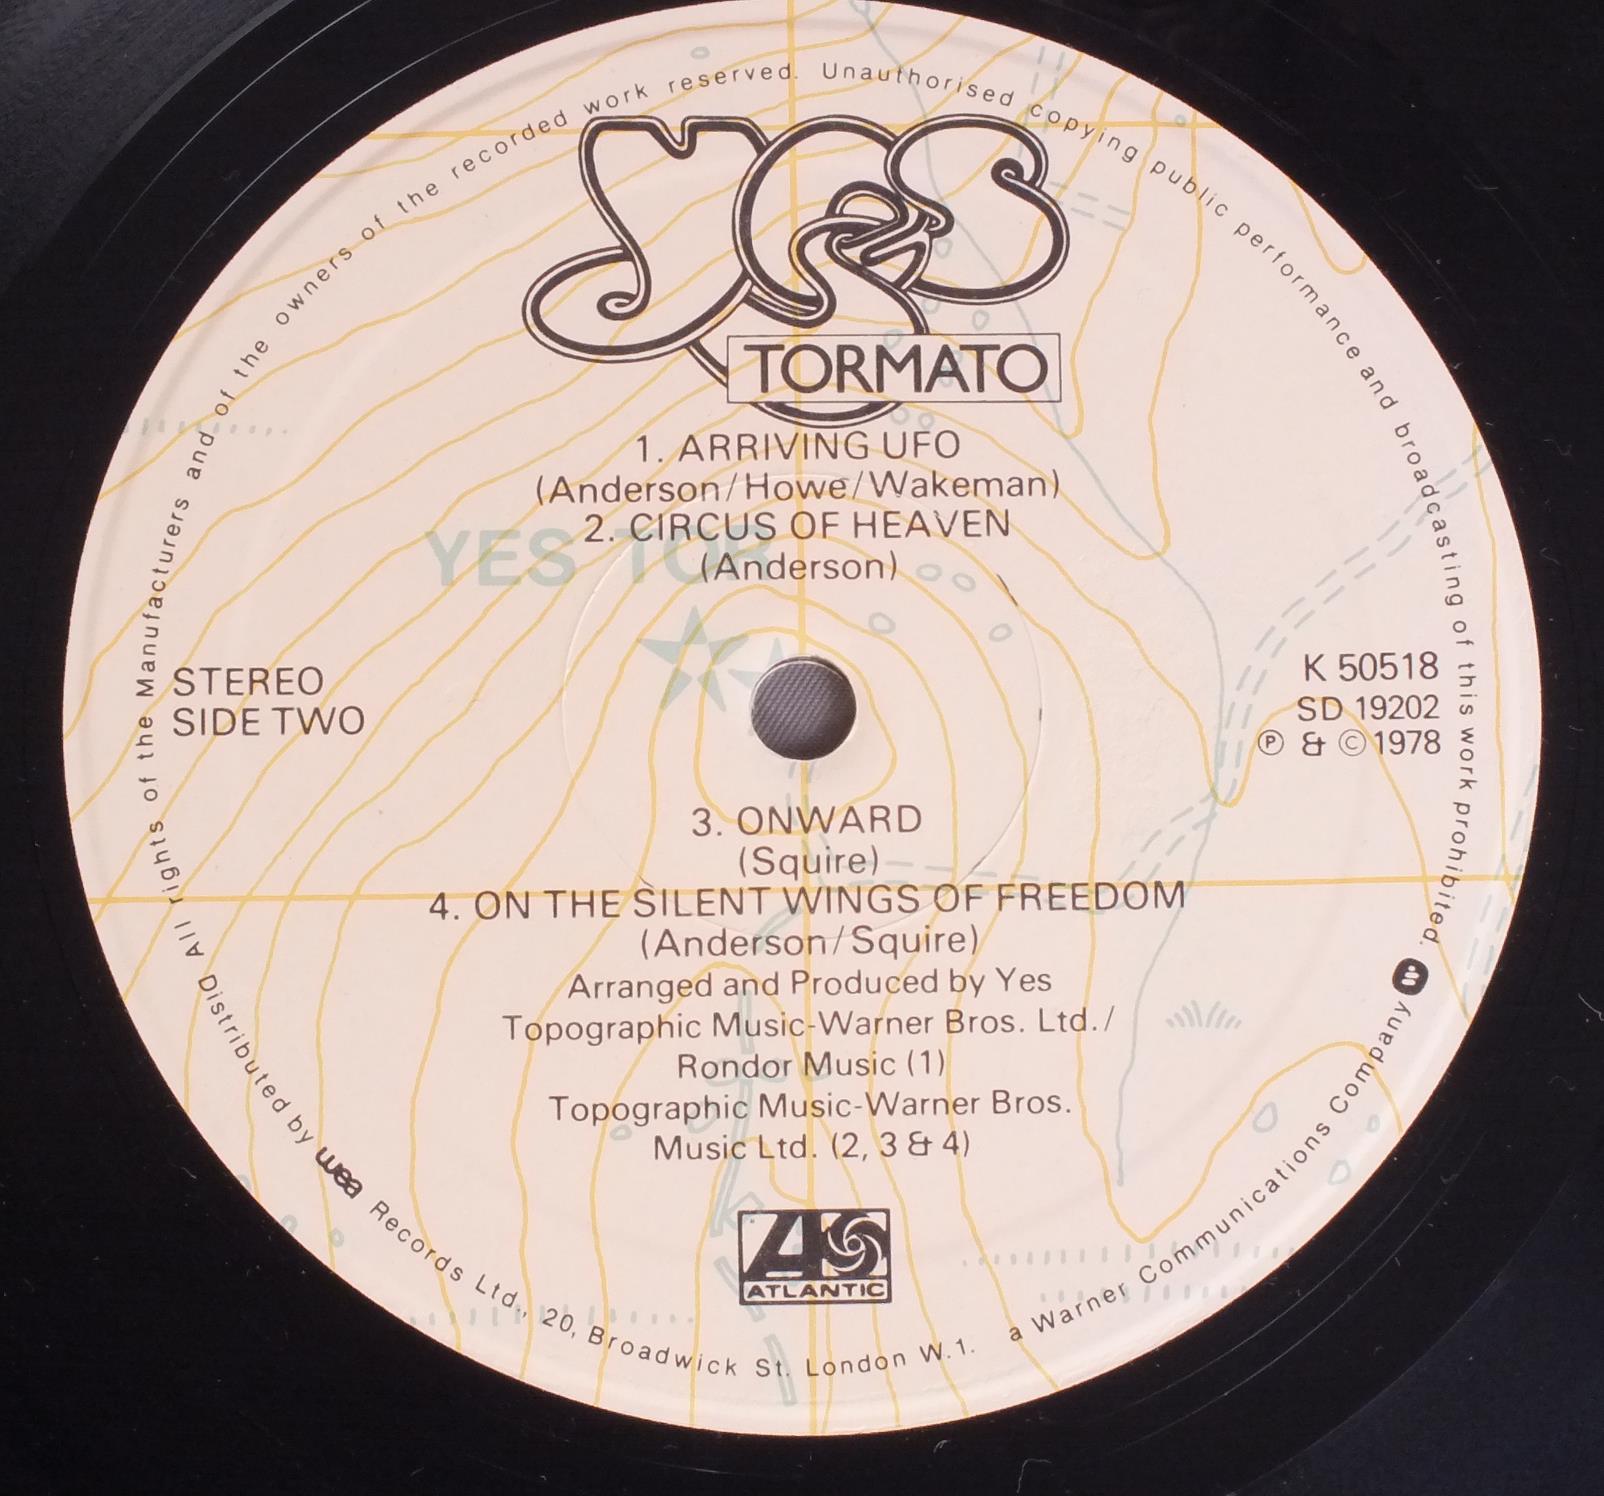 All rights of the Manufacturers and of the owners of the recorded work reserved. Unauthorised copying public performance and broadcasting of this work prohibited.
YES
TORMATO
1. ARRIVING UFO
(Anderson/Howe/Wakeman)
2. CIRCUS OF HEAVEN
(Anderson)
YES TOR
STEREO
SIDE TWO
K 50518
SD 19202
Ⓟ & © 1978
3. ONWARD
(Squire)
4. ON THE SILENT WINGS OF FREEDOM
(Anderson/Squire)
Arranged and Produced by Yes
Topographic Music-Warner Bros. Ltd./
Rondor Music (1)
Topographic Music-Warner Bros.
Music Ltd. (2, 3 & 4)
ATLANTIC
Distributed by wea Records Ltd., 20, Broadwick St. London W.1. a Warner Communications Company